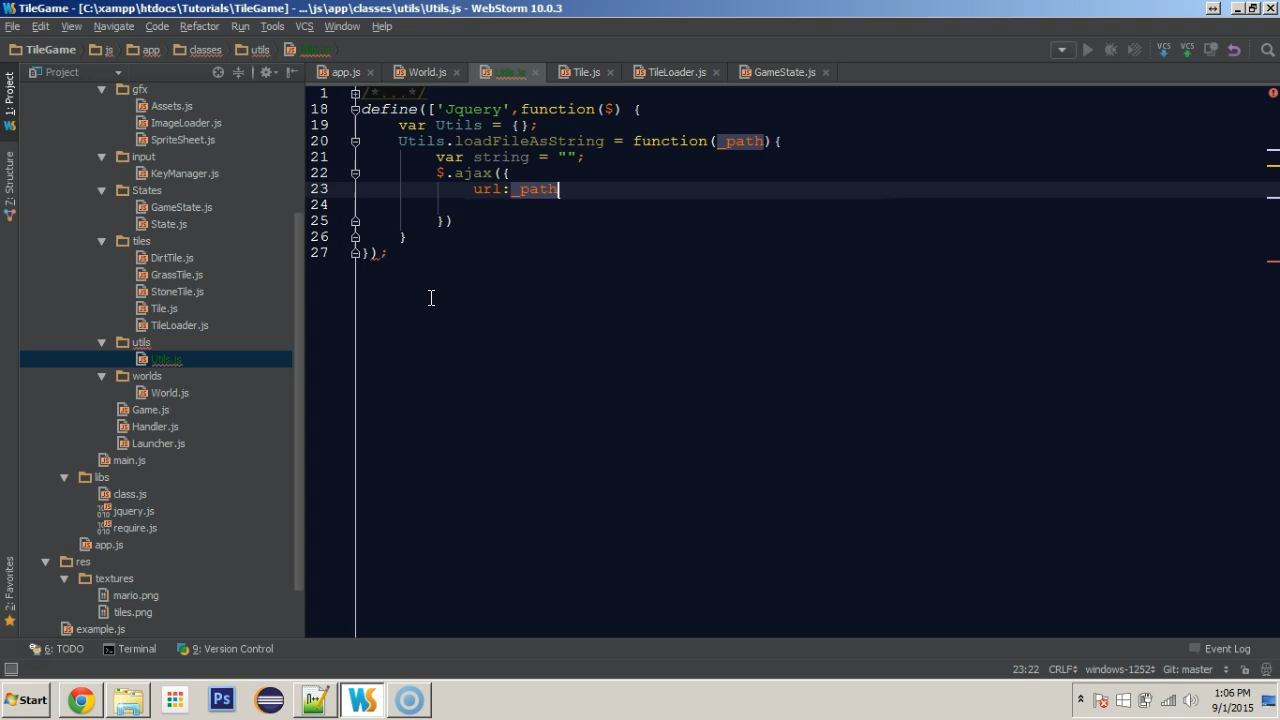 TileGame - [C:\xampp\htdocs\Tutorials\TileGame] - ...\js\app\classes\utils\Utils.js - WebStorm 10.0.3
File Edit View Navigate Code Refactor Run Tools VCS Window Help
TileGame js app classes utils Utils.js
Project
app.js World.js Utils.js Tile.js TileLoader.js GameState.js
1: Project
7: Structure
2: Favorites
gfx
Assets.js
ImageLoader.js
SpriteSheet.js
input
KeyManager.js
States
GameState.js
State.js
tiles
DirtTile.js
GrassTile.js
StoneTile.js
Tile.js
TileLoader.js
utils
Utils.js
worlds
World.js
Game.js
Handler.js
Launcher.js
main.js
libs
class.js
jquery.js
require.js
app.js
res
textures
mario.png
tiles.png
example.js
1 /*...*/
18 define(['Jquery',function($) {
19 var Utils = {};
20 Utils.loadFileAsString = function(_path){
21 var string = "";
22 $.ajax({
23 url:_path
24
25 })
26 }
27 });
6: TODO Terminal 9: Version Control Event Log
23:22 CRLF windows-1252 Git: master
Start Ps WS 1:06 PM
9/1/2015